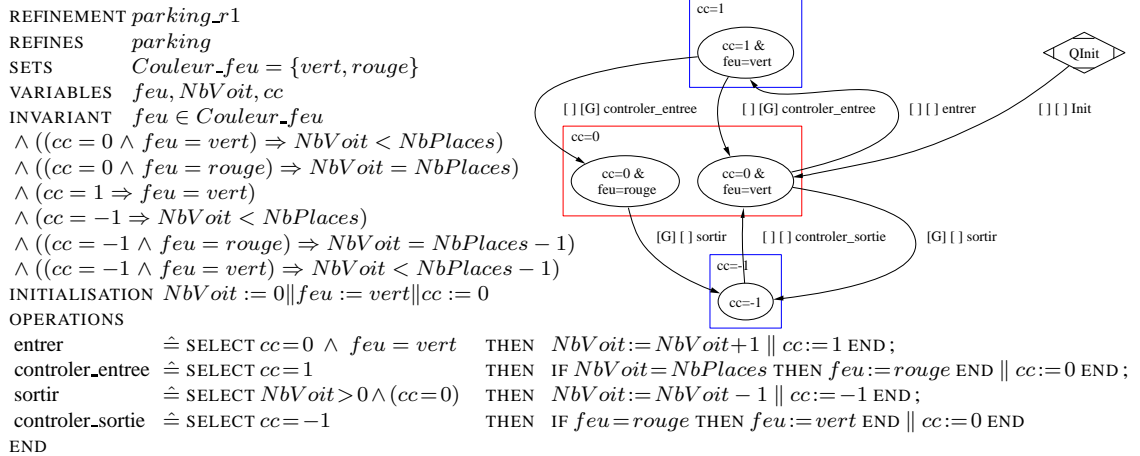 REFINEMENT parking_r1
REFINES parking
SETS Couleur_feu = {vert, rouge}
VARIABLES feu, NbVoit, cc
INVARIANT feu ∈ Couleur_feu
∧ ((cc = 0 ∧ feu = vert) ⇒ NbVoit < NbPlaces)
∧ ((cc = 0 ∧ feu = rouge) ⇒ NbVoit = NbPlaces)
∧ (cc = 1 ⇒ feu = vert)
∧ (cc = −1 ⇒ NbVoit < NbPlaces)
∧ ((cc = −1 ∧ feu = rouge) ⇒ NbVoit = NbPlaces − 1)
∧ ((cc = −1 ∧ feu = vert) ⇒ NbVoit < NbPlaces − 1)
INITIALISATION NbVoit := 0‖feu := vert‖cc := 0
OPERATIONS
entrer ≙ SELECT cc=0 ∧ feu = vert THEN NbVoit:=NbVoit+1 ‖ cc:=1 END;
controler_entree ≙ SELECT cc=1 THEN IF NbVoit=NbPlaces THEN feu:=rouge END ‖ cc:=0 END;
sortir ≙ SELECT NbVoit>0∧(cc=0) THEN NbVoit:=NbVoit − 1 ‖ cc:=−1 END;
controler_sortie ≙ SELECT cc=−1 THEN IF feu=rouge THEN feu:=vert END ‖ cc:=0 END
END
cc=1
cc=1 &
feu=vert
QInit
[ ] [G] controler_entree
[ ] [G] controler_entree
[ ] [ ] entrer
[ ] [ ] Init
cc=0
cc=0 &
feu=rouge
cc=0 &
feu=vert
[G] [ ] sortir
[ ] [ ] controler_sortie
[G] [ ] sortir
cc=-1
cc=-1